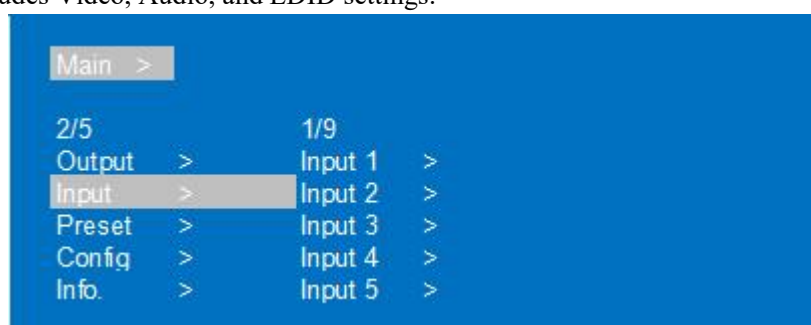 Video, Audio, and EDID settings.
Main >
2/5 1/9
Output > Input 1 >
Input > Input 2 >
Preset > Input 3 >
Config > Input 4 >
Info. > Input 5 >